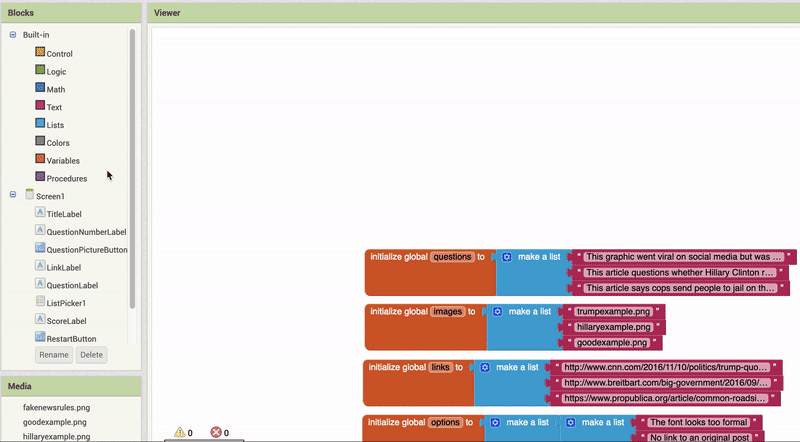 Blocks
Viewer
Built-in
Control
Logic
Math
Text
Lists
Colors
Variables
Procedures
Screen1
TitleLabel
QuestionNumberLabel
QuestionPictureButton
LinkLabel
QuestionLabel
ListPicker1
ScoreLabel
RestartButton
Rename Delete
Media
fakenewsrules.png
goodexample.png
hillaryexample.png
initialize global questions to make a list " This graphic went viral on social media but was ... "
" This article questions whether Hillary Clinton r... "
" This article says cops send people to jail on th... "
initialize global images to make a list " trumpexample.png "
" hillaryexample.png "
" goodexample.png "
initialize global links to make a list " http://www.cnn.com/2016/11/10/politics/trump-quo... "
" http://www.breitbart.com/big-government/2016/09/... "
" https://www.propublica.org/article/common-roadsi... "
initialize global options to make a list make a list " The font looks too formal "
" No link to an original post "
0 0